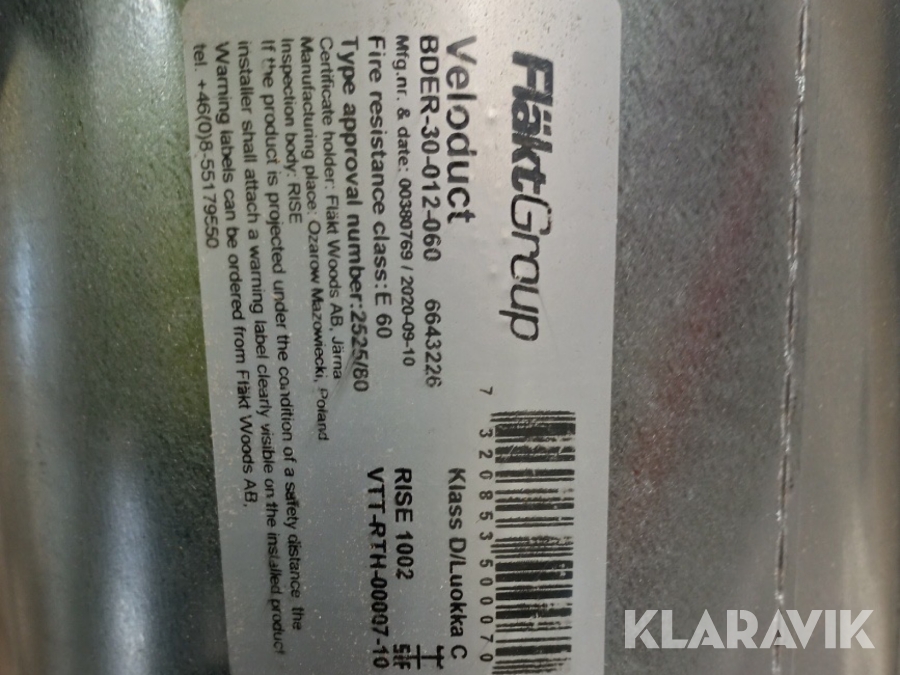 FläktGroup
Veloduct
BDER-30-012-060 6643226 Klass D/Luokka C
Mfg.nr. & date: 00380769 / 2020-09-10
Fire resistance class:E 60 RISE 1002
Type approval number:2525/80 VTT-RTH-00007-10
Certificate holder: Fläkt Woods AB, Järna
Manufacturing place: Ozarow Mazowiecki, Poland
Inspection body: RISE
If the product is projected under the condition of a safety distance the
installer shall attach a warning label clearly visible on the installed product
Warning labels can be ordered from Fläkt Woods AB,
tel. +46(0)8-55179550
7 320853 50070
KLARAVIK